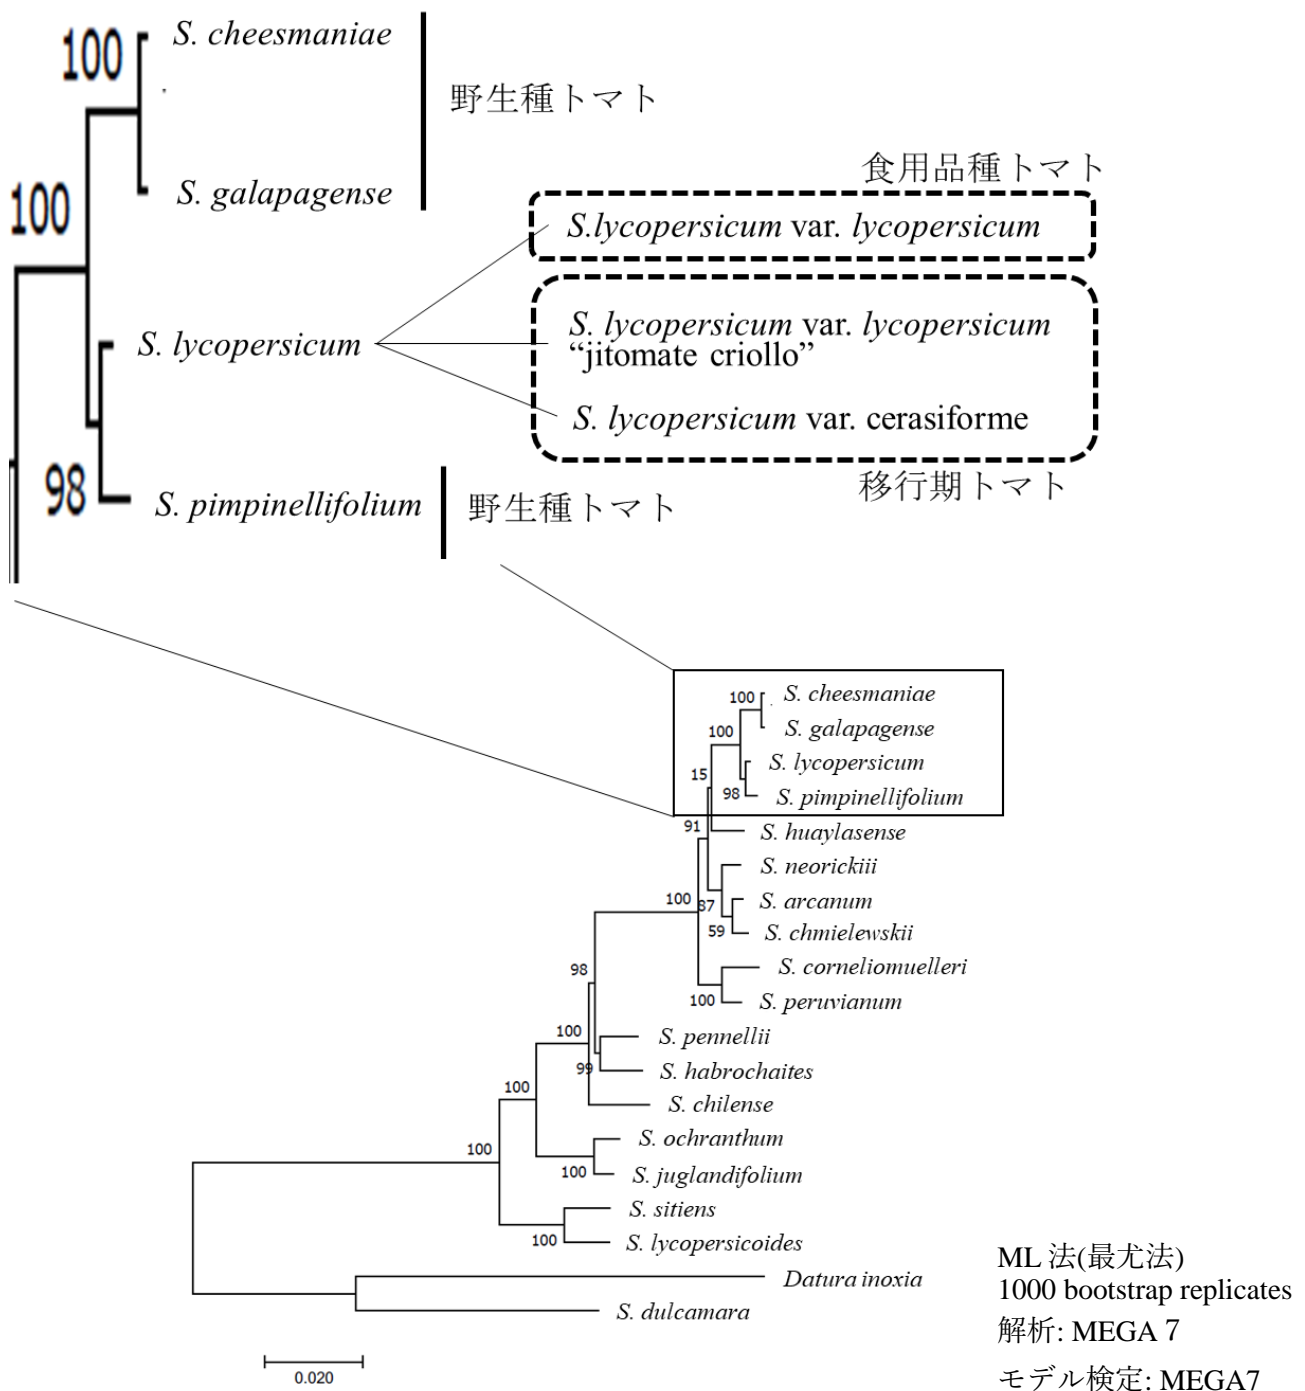 100
S. cheesmaniae
野生種トマト
100
S. galapagense
食用品種トマト
S.lycopersicum var. lycopersicum
S. lycopersicum
S. lycopersicum var. lycopersicum
“jitomate criollo”
S. lycopersicum var. cerasiforme
移行期トマト
98
S. pimpinellifolium
野生種トマト
100
S. cheesmaniae
S. galapagense
100
S. lycopersicum
15
98
S. pimpinellifolium
91
S. huaylasense
S. neorickiii
100
87
S. arcanum
59
S. chmielewskii
98
S. corneliomuelleri
100
S. peruvianum
100
S. pennellii
99
S. habrochaites
100
S. chilense
S. ochranthum
100
100
S. juglandifolium
S. sitiens
100
S. lycopersicoides
Datura inoxia
S. dulcamara
0.020
ML 法(最尤法)
1000 bootstrap replicates
解析: MEGA７
モデル検定: MEGA7